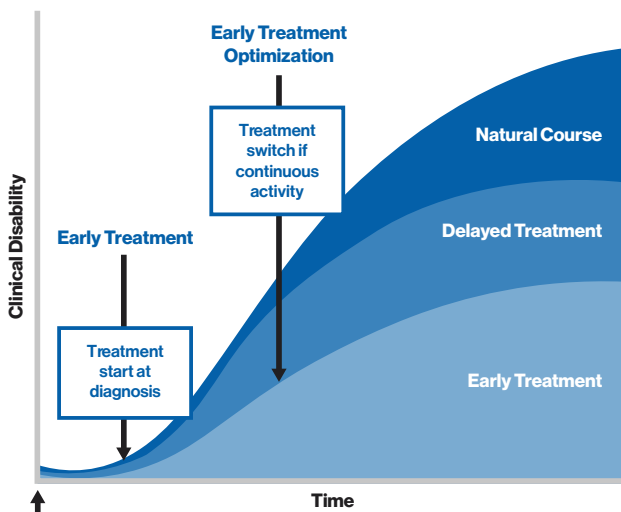 Early Treatment
Optimization
Treatment
switch if
continuous
activity
Natural Course
Delayed Treatment
Early Treatment
Treatment
start at
diagnosis
Early Treatment
Clinical Disability
Time